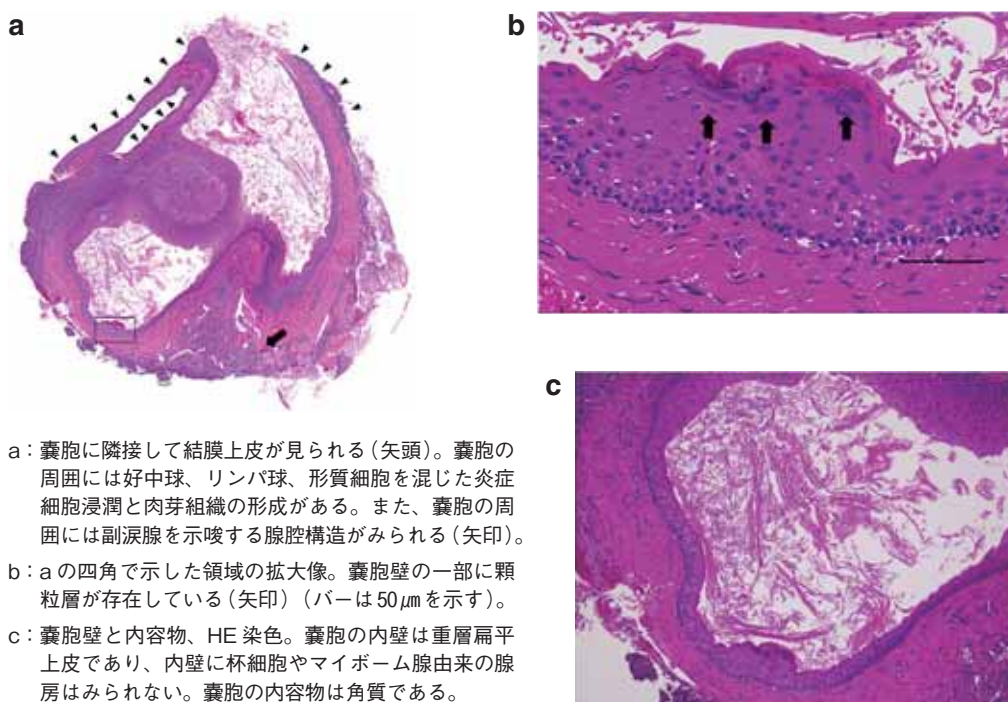 a
b
c
a：嚢胞に隣接して結膜上皮が見られる（矢頭）。嚢胞の
周囲には好中球、リンパ球、形質細胞を混じた炎症
細胞浸潤と肉芽組織の形成がある。また、嚢胞の周
囲には副涙腺を示唆する腺腔構造がみられる（矢印）。
b：aの四角で示した領域の拡大像。嚢胞壁の一部に顆
粒層が存在している（矢印）（バーは50㎛を示す）。
c：嚢胞壁と内容物、HE 染色。嚢胞の内壁は重層扁平
上皮であり、内壁に杯細胞やマイボーム腺由来の腺
房はみられない。嚢胞の内容物は角質である。